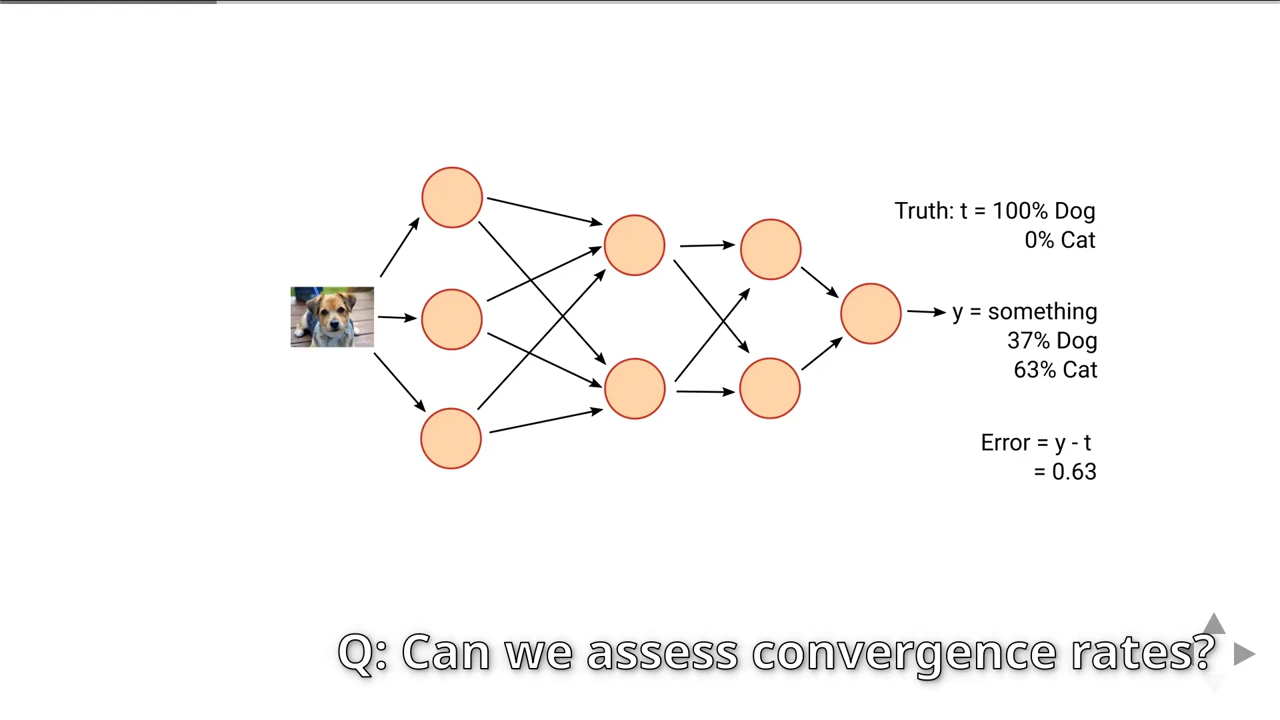 Truth: t = 100% Dog
0% Cat
y = something
37% Dog
63% Cat
Error = y - t
= 0.63
Q: Can we assess convergence rates?